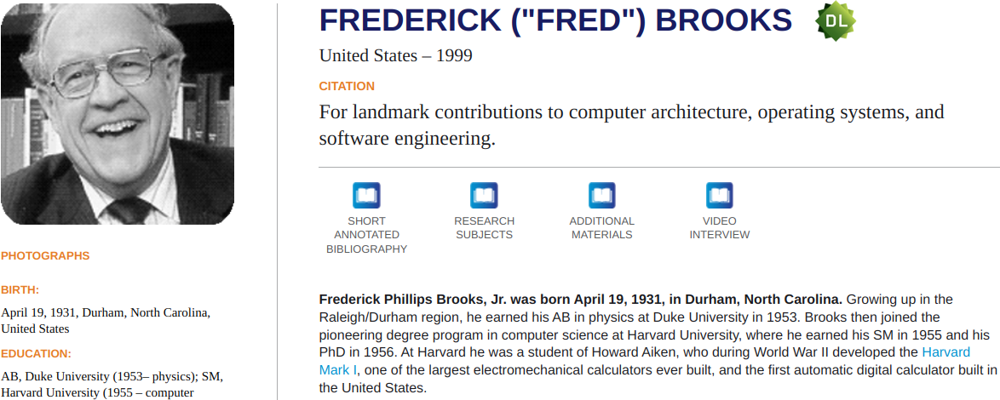 FREDERICK ("FRED") BROOKS
DL
United States – 1999
CITATION
For landmark contributions to computer architecture, operating systems, and
software engineering.
SHORT
ANNOTATED
BIBLIOGRAPHY
RESEARCH
SUBJECTS
ADDITIONAL
MATERIALS
VIDEO
INTERVIEW
PHOTOGRAPHS
BIRTH:
April 19, 1931, Durham, North Carolina,
United States
EDUCATION:
AB, Duke University (1953– physics); SM,
Harvard University (1955 – computer
Frederick Phillips Brooks, Jr. was born April 19, 1931, in Durham, North Carolina. Growing up in the
Raleigh/Durham region, he earned his AB in physics at Duke University in 1953. Brooks then joined the
pioneering degree program in computer science at Harvard University, where he earned his SM in 1955 and his
PhD in 1956. At Harvard he was a student of Howard Aiken, who during World War II developed the Harvard
Mark I, one of the largest electromechanical calculators ever built, and the first automatic digital calculator built in
the United States.